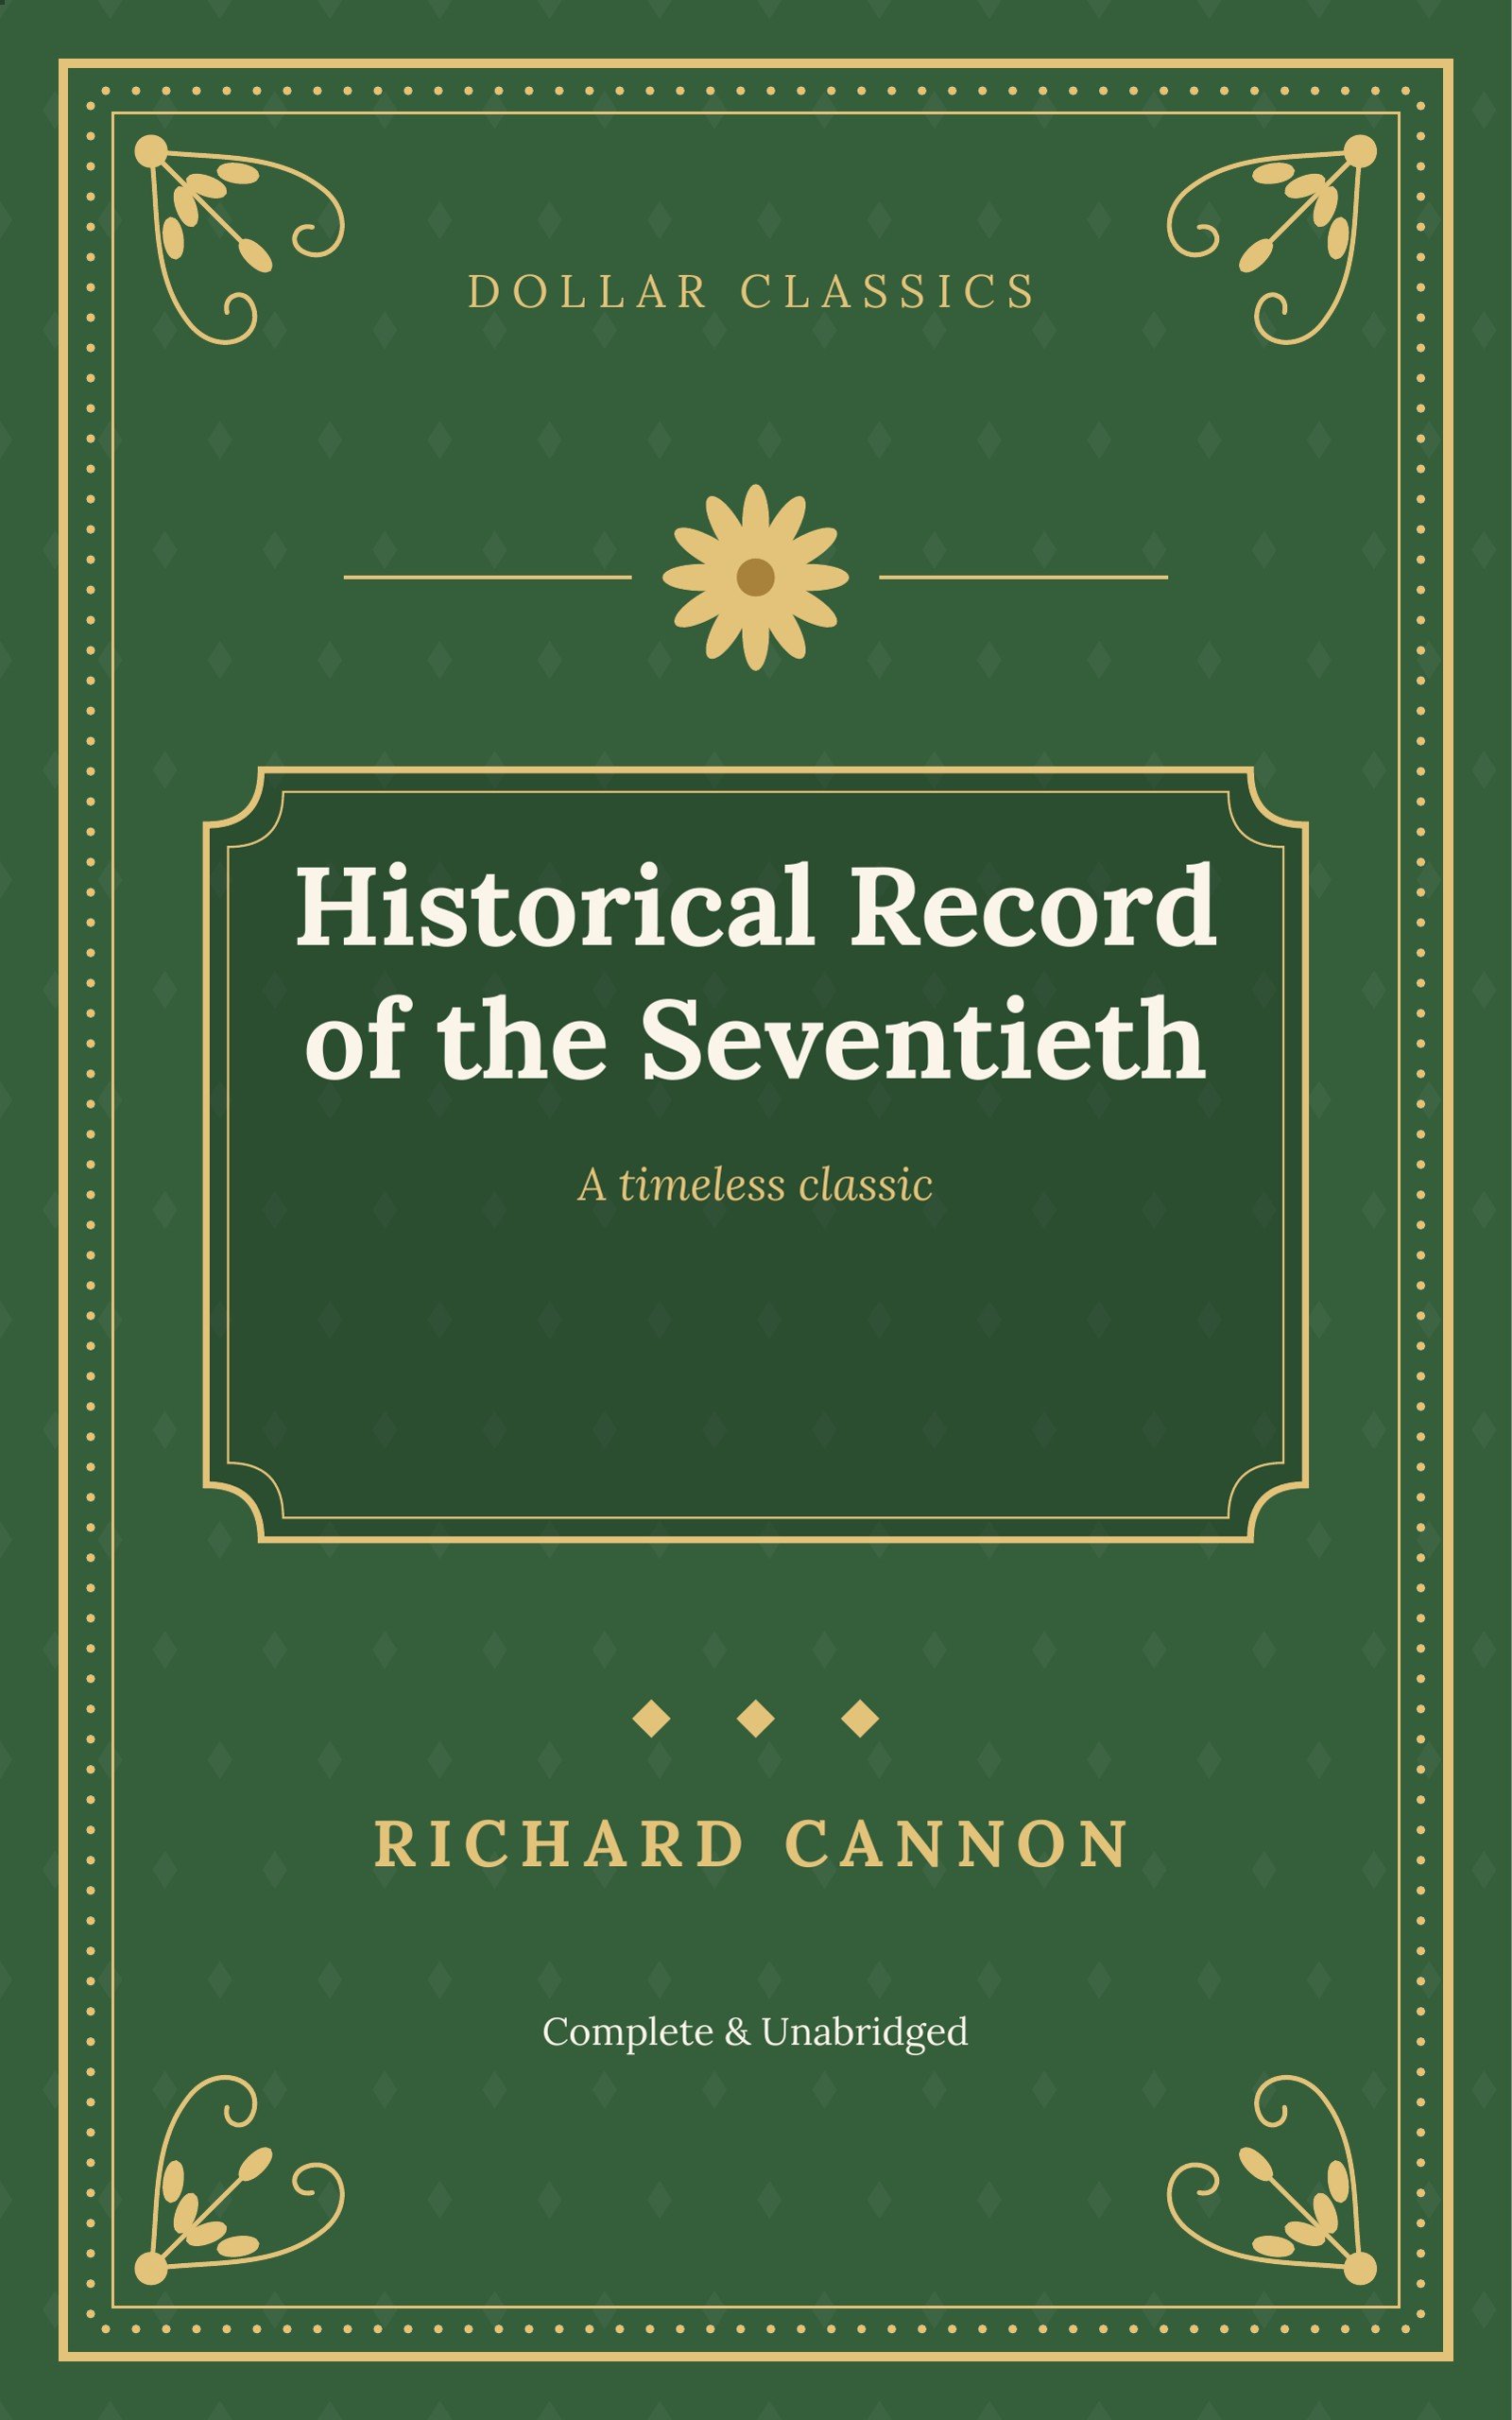 DOLLAR CLASSICS
Historical Record
of the Seventieth
A timeless classic
RICHARD CANNON
Complete & Unabridged